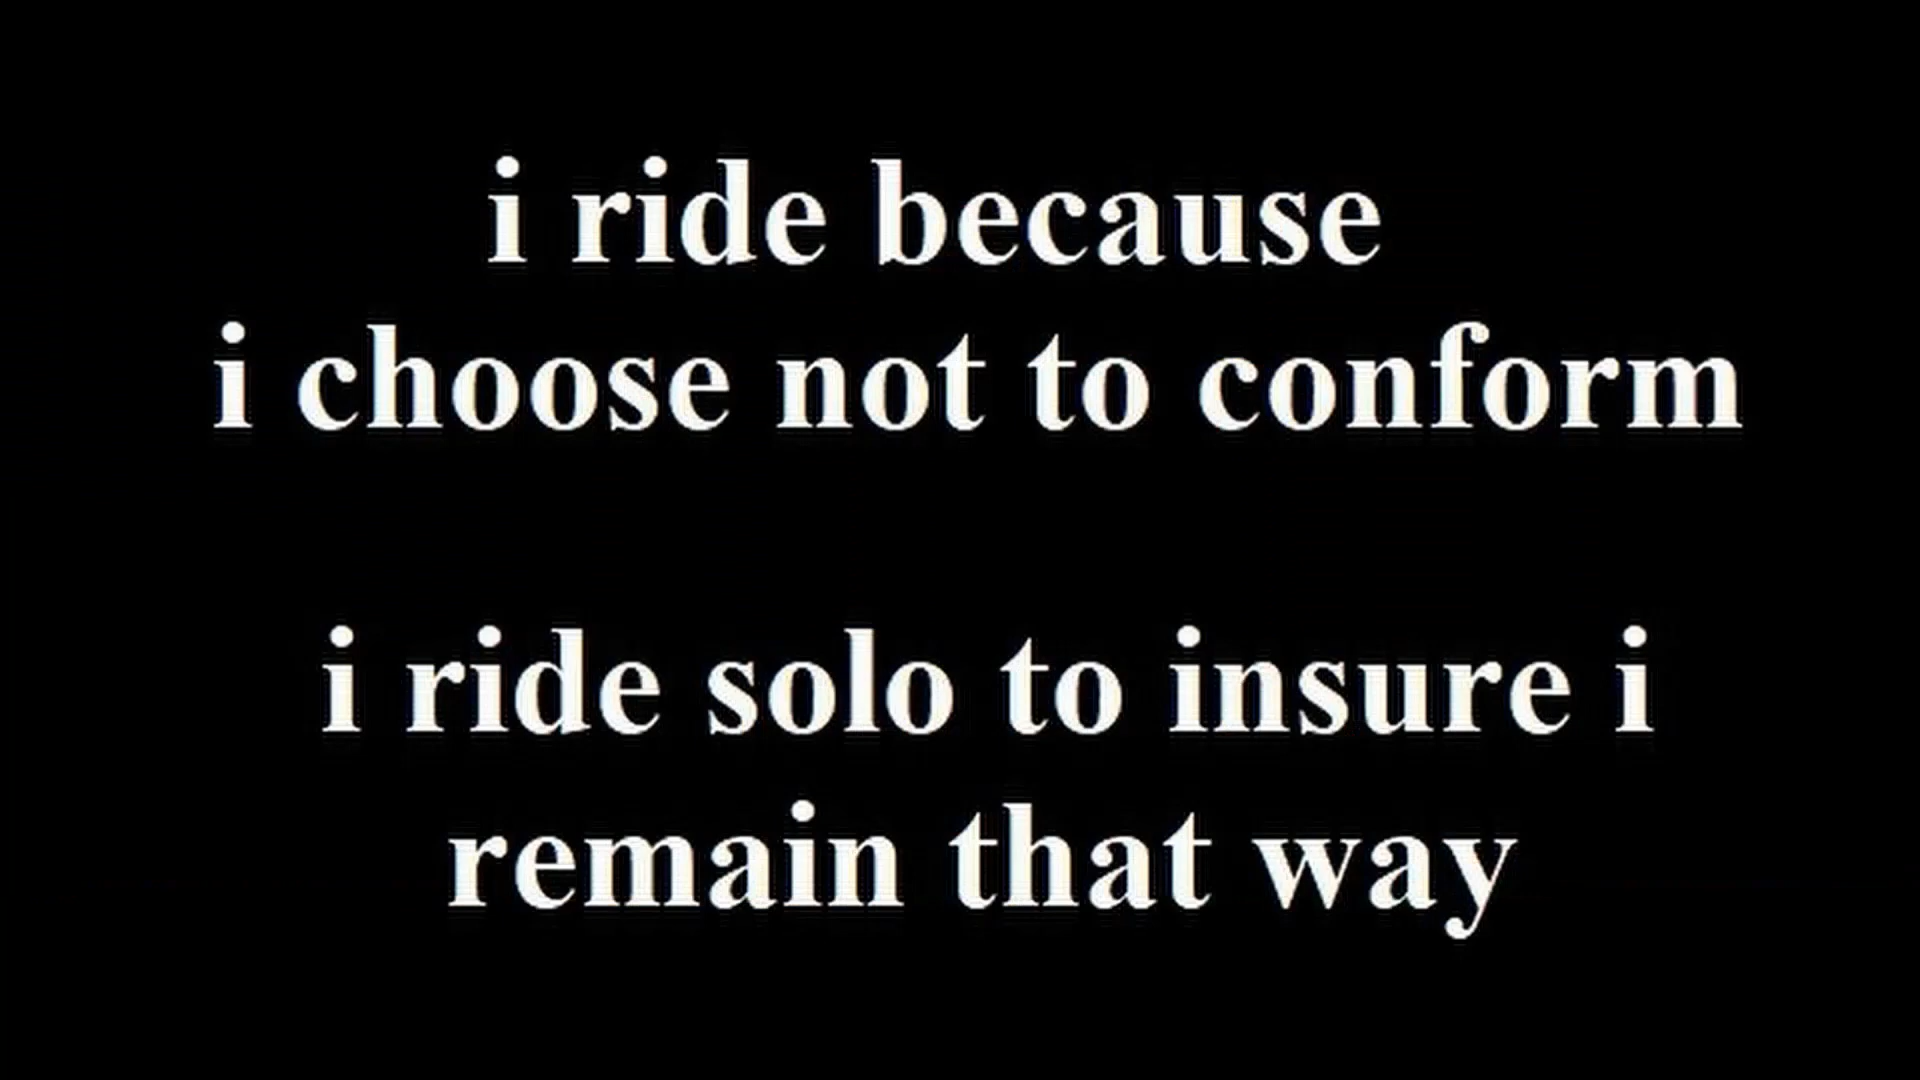 i ride because
i choose not to conform
i ride solo to insure i
remain that way